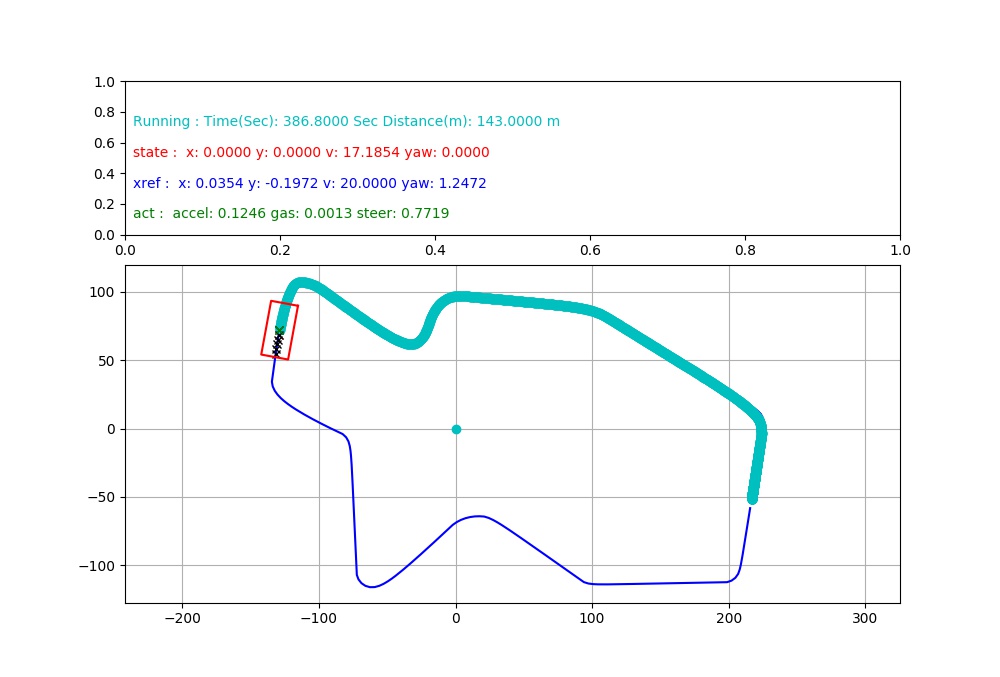 1.0
0.8
0.6
0.4
0.2
0.0
Running : Time(Sec): 386.8000 Sec Distance(m): 143.0000 m
state :  x: 0.0000 y: 0.0000 v: 17.1854 yaw: 0.0000
xref :  x: 0.0354 y: -0.1972 v: 20.0000 yaw: 1.2472
act :  accel: 0.1246 gas: 0.0013 steer: 0.7719
0.0 0.2 0.4 0.6 0.8 1.0
100
50
0
−50
−100
−200 −100 0 100 200 300